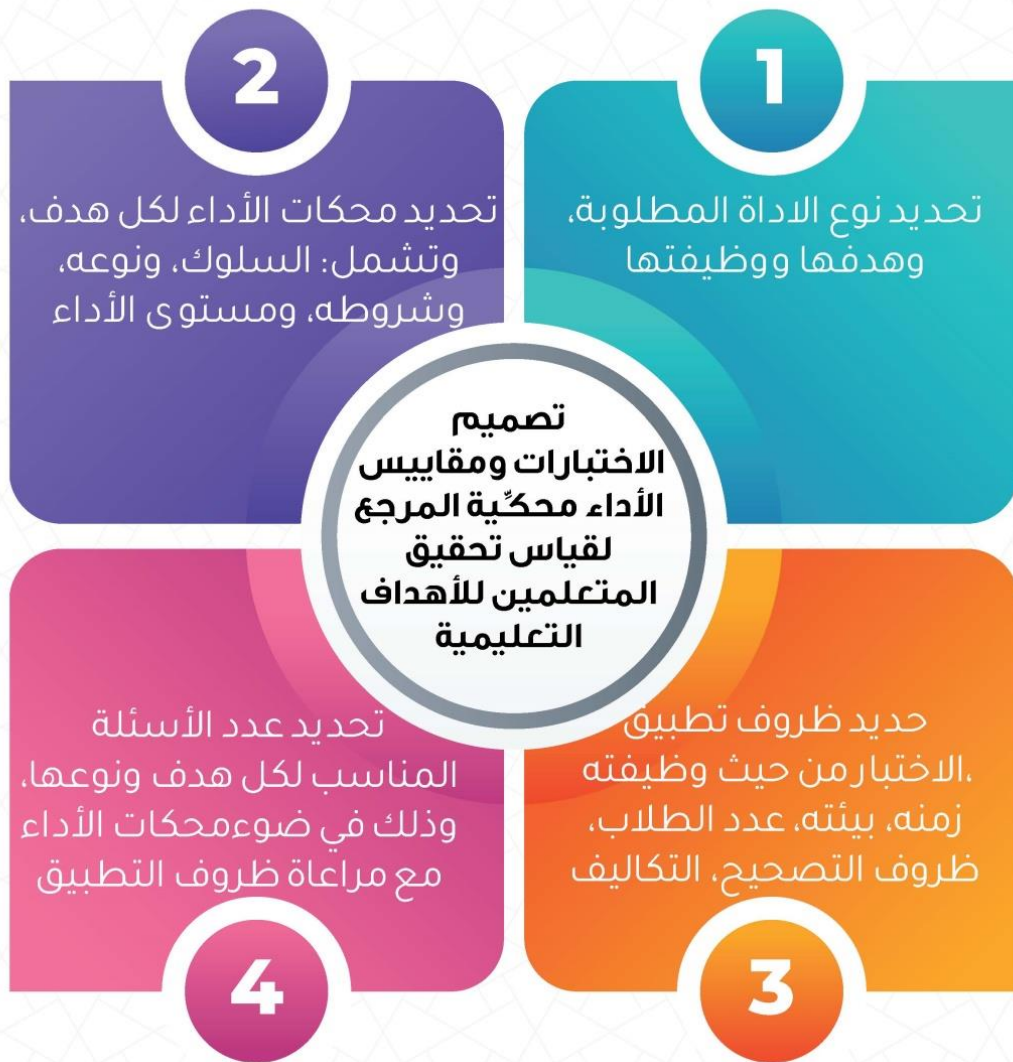 1
تحديد نوع الاداة المطلوبة،
وهدفها ووظيفتها
2
تحديد محكات الأداء لكل هدف،
وتشمل: السلوك، ونوعه،
وشروطه، ومستوى الأداء
تصميم
الاختبارات ومقاييس
الأداء محكِّية المرجع
لقياس تحقيق
المتعلمين للأهداف
التعليمية
حديد ظروف تطبيق
،الاختبار من حيث وظيفته
زمنه، بيئته، عدد الطلاب،
ظروف التصحيح، التكاليف
3
تحديد عدد الأسئلة
المناسب لكل هدف ونوعها،
وذلك في ضوءمحكات الأداء
مع مراعاة ظروف التطبيق
4